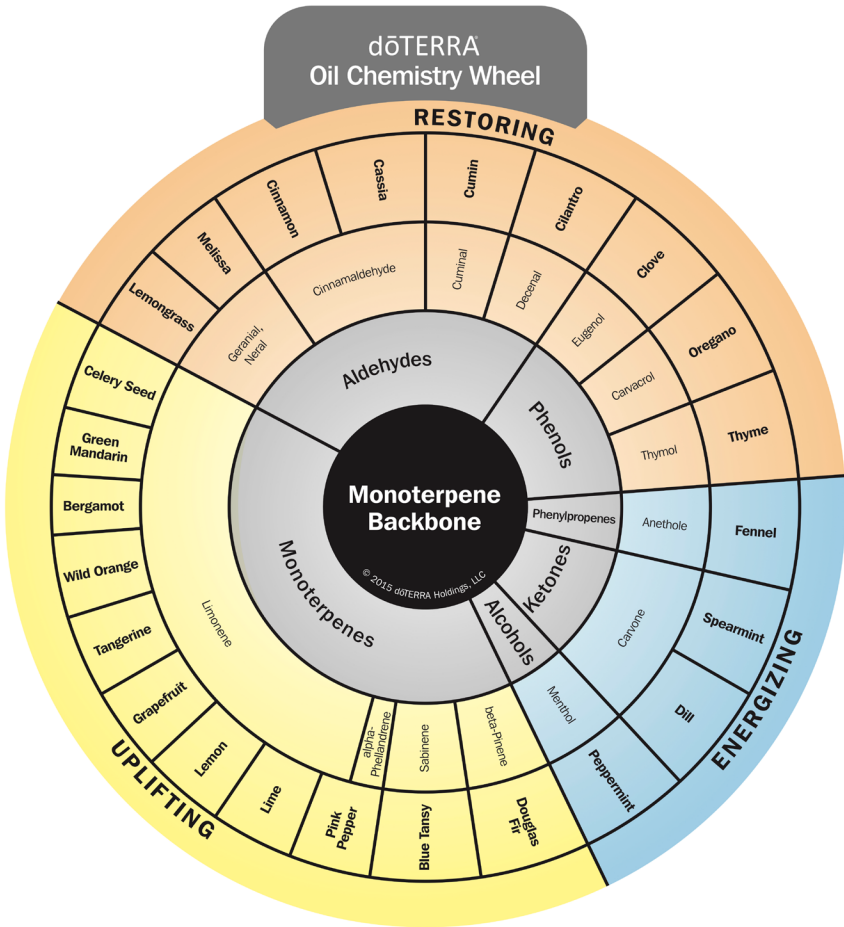 dōTERRA
Oil Chemistry Wheel
RESTORING
Lemongrass
Melissa
Cinnamon
Cassia
Cumin
Cilantro
Clove
Oregano
Thyme
Geranial,
Neral
Cinnamaldehyde
Cuminal
Decenal
Eugenol
Carvacrol
Thymol
Aldehydes
Phenols
Phenylpropenes
Ketones
Alcohols
Monoterpenes
Monoterpene
Backbone
© 2015 dōTERRA Holdings, LLC
ENERGIZING
Anethole
Fennel
Carvone
Spearmint
Dill
Menthol
Peppermint
UPLIFTING
Celery Seed
Green
Mandarin
Bergamot
Wild Orange
Tangerine
Grapefruit
Lemon
Lime
Pink
Pepper
Blue Tansy
Douglas
Fir
Limonene
alpha-
Phellandrene
Sabinene
beta-Pinene